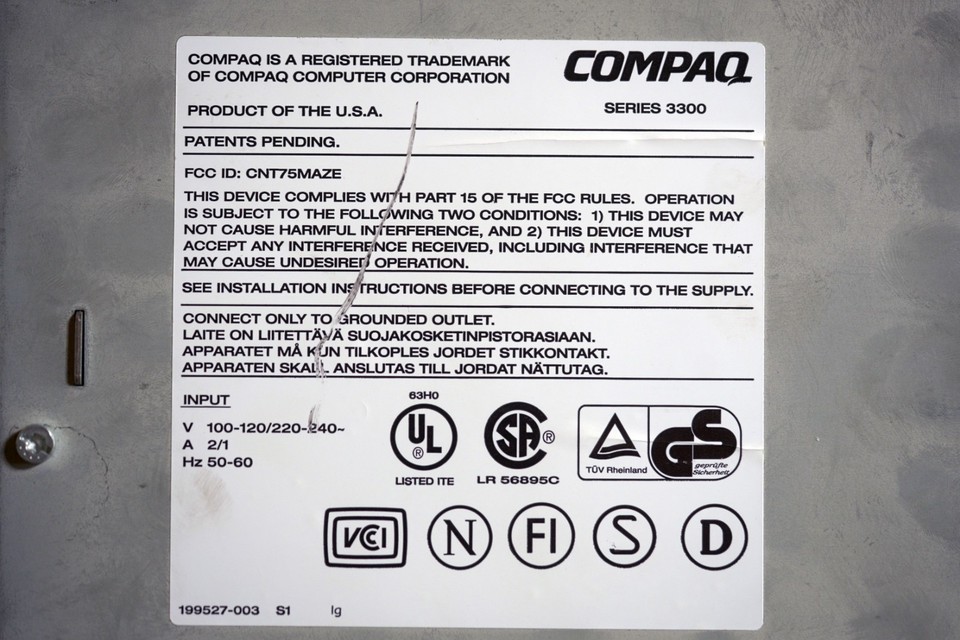 COMPAQ IS A REGISTERED TRADEMARK
OF COMPAQ COMPUTER CORPORATION
COMPAQ
PRODUCT OF THE U.S.A.
SERIES 3300
PATENTS PENDING.
FCC ID: CNT75MAZE
THIS DEVICE COMPLIES WITH PART 15 OF THE FCC RULES. OPERATION
IS SUBJECT TO THE FOLLOWING TWO CONDITIONS: 1) THIS DEVICE MAY
NOT CAUSE HARMFUL INTERFERENCE, AND 2) THIS DEVICE MUST
ACCEPT ANY INTERFERENCE RECEIVED, INCLUDING INTERFERENCE THAT
MAY CAUSE UNDESIRED OPERATION.
SEE INSTALLATION INSTRUCTIONS BEFORE CONNECTING TO THE SUPPLY.
CONNECT ONLY TO GROUNDED OUTLET.
LAITE ON LIITETTÄVÄ SUOJAKOSKETINPISTORASIAAN.
APPARATET MÅ KUN TILKOPLES JORDET STIKKONTAKT.
APPARATEN SKALL ANSLUTAS TILL JORDAT NÄTTUTAG.
INPUT
V 100-120/220-240~
A 2/1
Hz 50-60
63H0
UL ®
LISTED ITE
SA ®
LR 56895C
TÜV Rheinland
GS
geprüfte
Sicherheit
VCCI
N
FI
S
D
199527-003 S1 lg